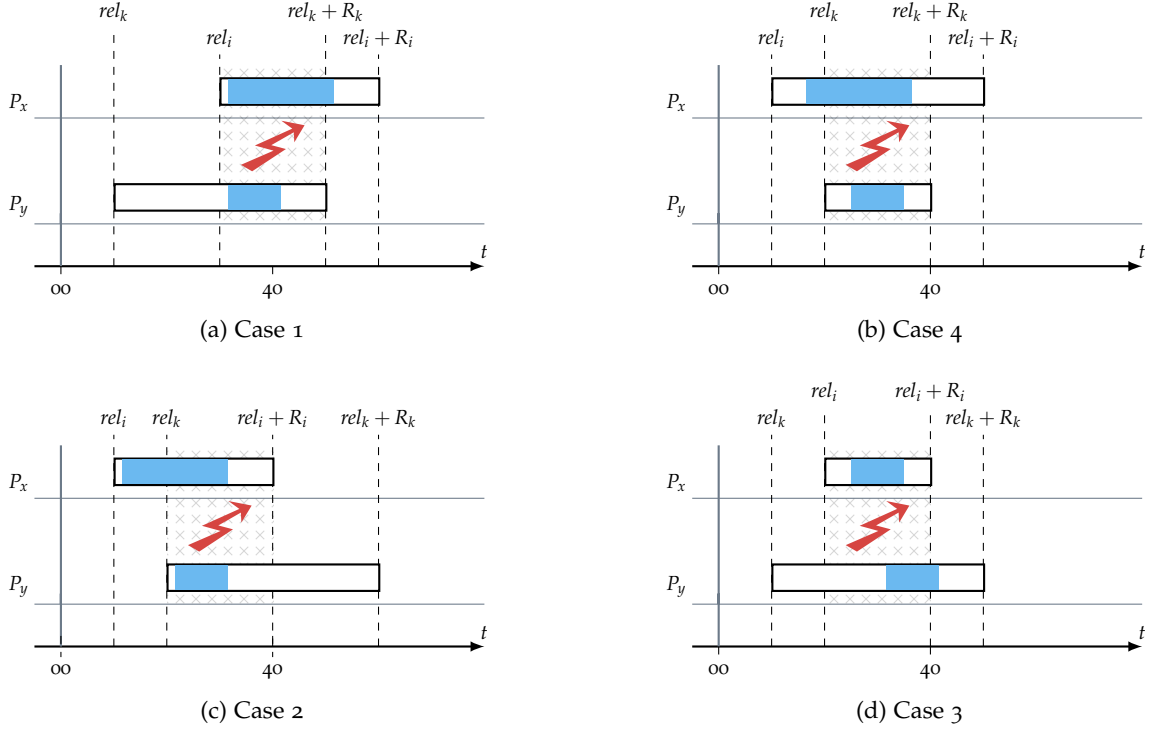 rel_k rel_k + R_k
rel_i rel_i + R_i
P_x
P_y
t
00 40
(a) Case 1
rel_k rel_k + R_k
rel_i rel_i + R_i
P_x
P_y
t
00 40
(b) Case 4
rel_i rel_k rel_i + R_i rel_k + R_k
P_x
P_y
t
00 40
(c) Case 2
rel_i rel_i + R_i
rel_k rel_k + R_k
P_x
P_y
t
00 40
(d) Case 3